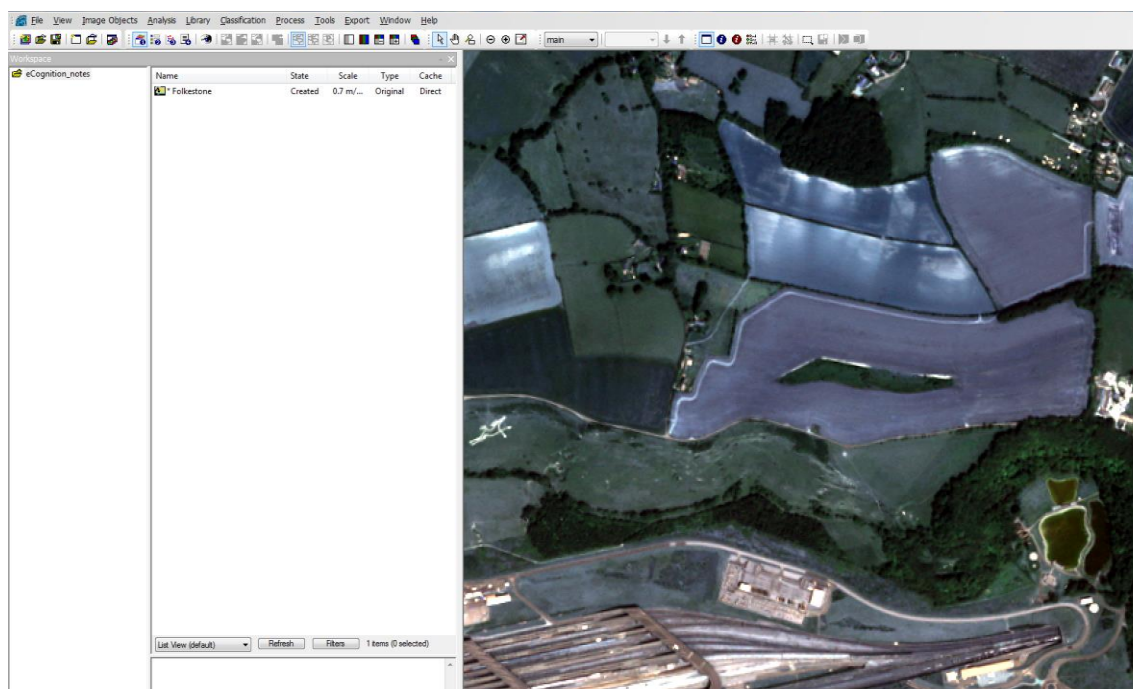 File View Image Objects Analysis Library Classification Process Tools Export Window Help
main
Workspace
eCognition_notes
Name State Scale Type Cache
* Folkestone Created 0.7 m/... Original Direct
List View (default) Refresh Filters 1 items (0 selected)